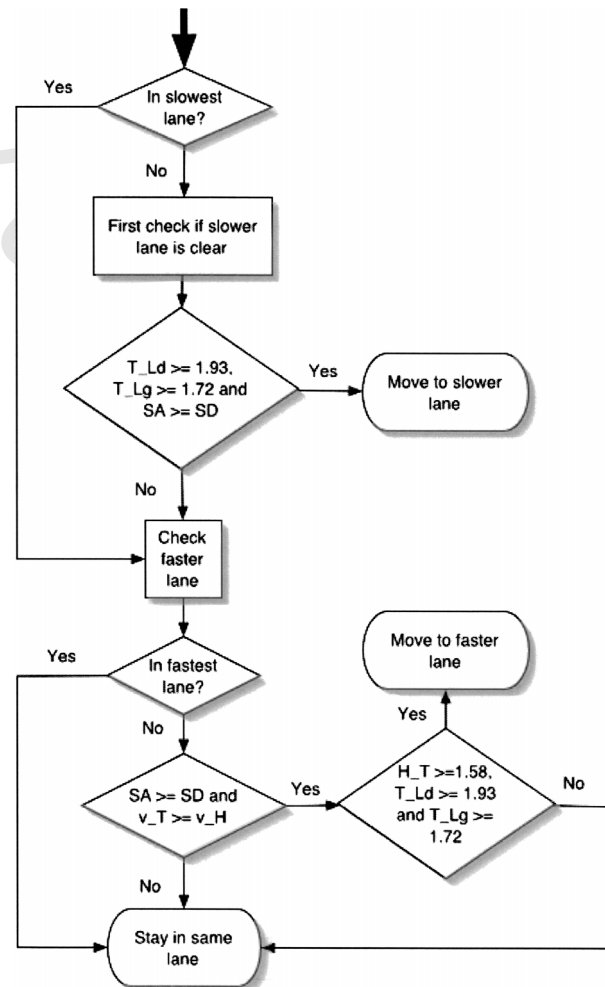 Yes
In slowest
lane?
No
First check if slower
lane is clear
T_Ld >= 1.93,
T_Lg >= 1.72 and
SA >= SD
Yes
Move to slower
lane
No
Check
faster
lane
Yes
In fastest
lane?
Move to faster
lane
No
Yes
SA >= SD and
v_T >= v_H
Yes
H_T >=1.58,
T_Ld >= 1.93
and T_Lg >=
1.72
No
No
Stay in same
lane